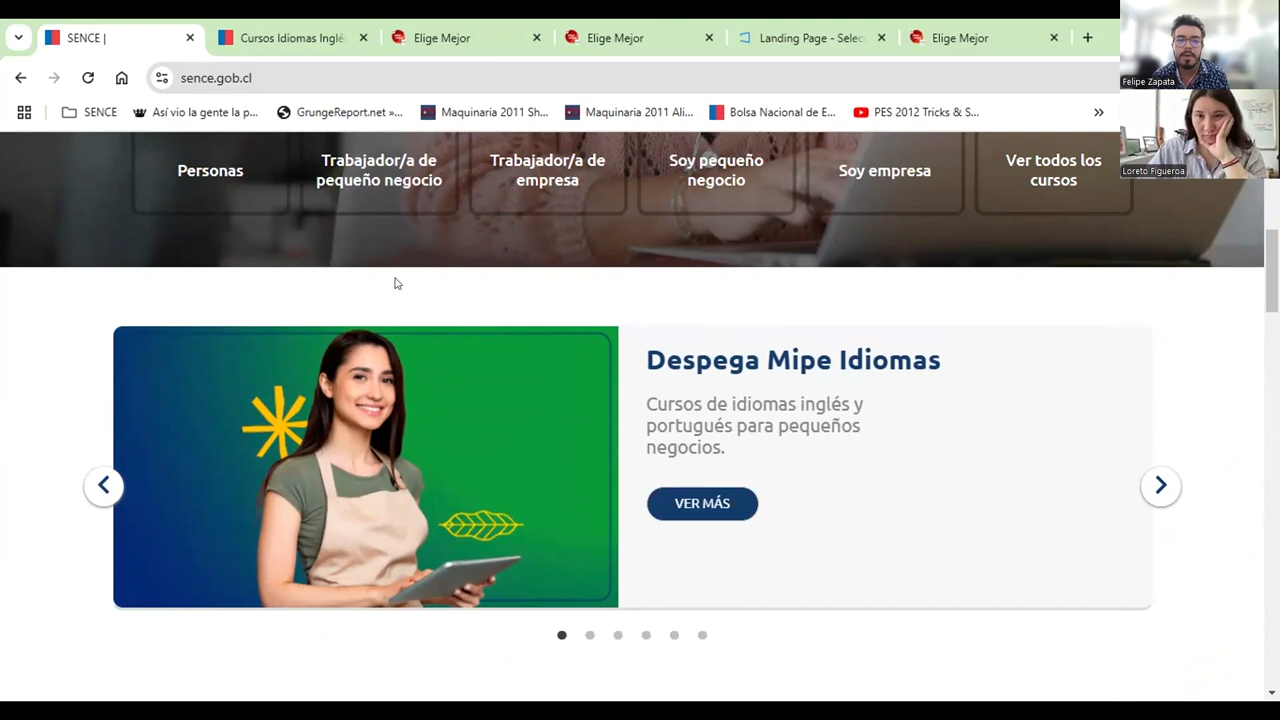 SENCE |
Cursos Idiomas Inglé
Elige Mejor
Elige Mejor
Landing Page - Selec
Elige Mejor
sence.gob.cl
SENCE
Así vio la gente la p...
GrungeReport.net »...
Maquinaria 2011 Sh...
Maquinaria 2011 Ali...
Bolsa Nacional de E...
PES 2012 Tricks & S...
Felipe Zapata
Loreto Figueroa
Personas
Trabajador/a de
pequeño negocio
Trabajador/a de
empresa
Soy pequeño
negocio
Soy empresa
Ver todos los
cursos
Despega Mipe Idiomas
Cursos de idiomas inglés y
portugués para pequeños
negocios.
VER MÁS